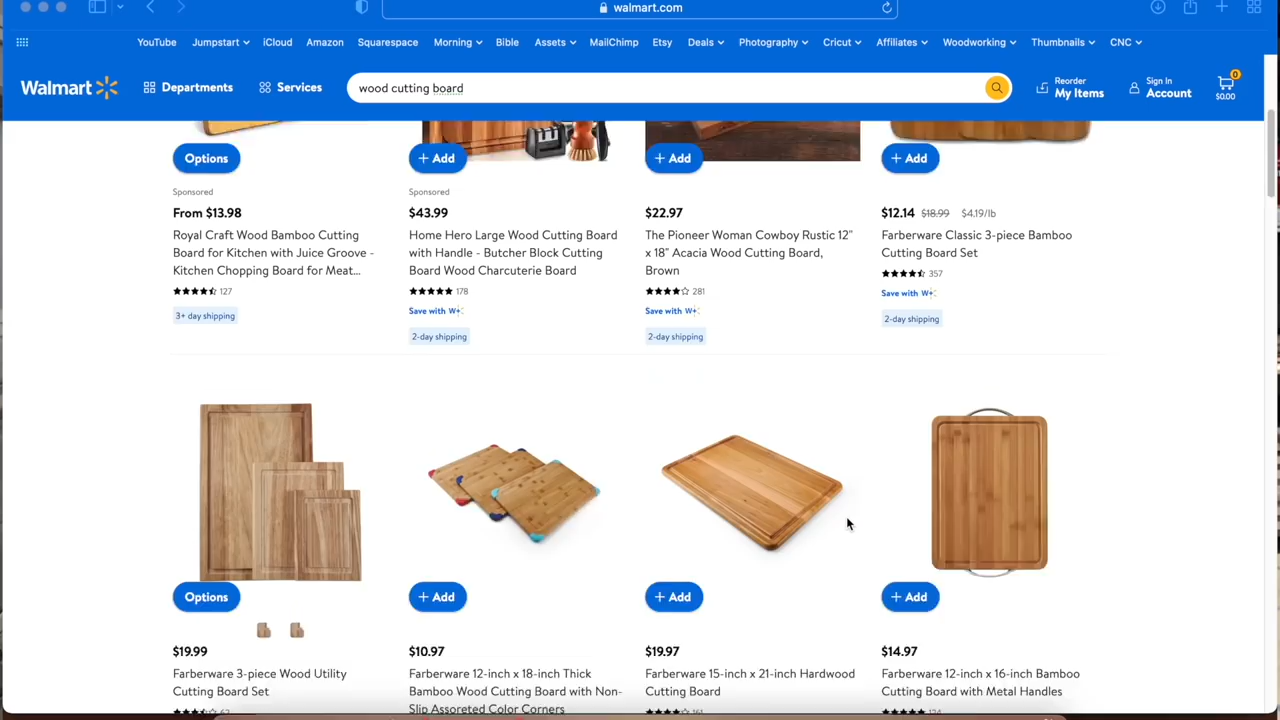 walmart.com
YouTube Jumpstart iCloud Amazon Squarespace Morning Bible Assets MailChimp Etsy Deals Photography Cricut Affiliates Woodworking Thumbnails CNC
Walmart Departments Services wood cutting board Reorder My Items Sign In Account 0 $0.00
Options + Add + Add + Add
Sponsored Sponsored
From $13.98 $43.99 $22.97 $12.14 $18.99 $4.19/lb
Royal Craft Wood Bamboo Cutting
Board for Kitchen with Juice Groove -
Kitchen Chopping Board for Meat...
127
3+ day shipping
Home Hero Large Wood Cutting Board
with Handle - Butcher Block Cutting
Board Wood Charcuterie Board
178
Save with W+
2-day shipping
The Pioneer Woman Cowboy Rustic 12"
x 18" Acacia Wood Cutting Board,
Brown
281
Save with W+
2-day shipping
Farberware Classic 3-piece Bamboo
Cutting Board Set
357
Save with W+
2-day shipping
Options + Add + Add + Add
$19.99
Farberware 3-piece Wood Utility
Cutting Board Set
$10.97
Farberware 12-inch x 18-inch Thick
Bamboo Wood Cutting Board with Non-
Slip Assoreted Color Corners
$19.97
Farberware 15-inch x 21-inch Hardwood
Cutting Board
$14.97
Farberware 12-inch x 16-inch Bamboo
Cutting Board with Metal Handles